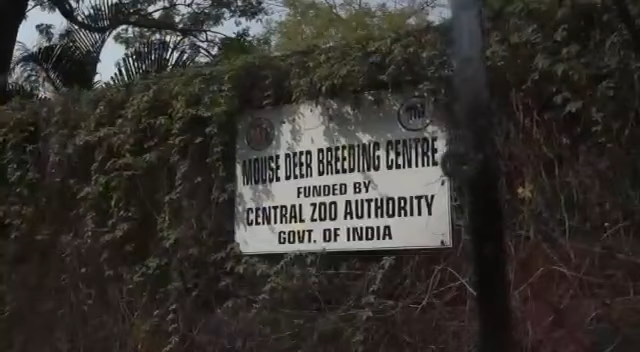 MOUSE DEER BREEDING CENTRE
FUNDED BY
CENTRAL ZOO AUTHORITY
GOVT. OF INDIA